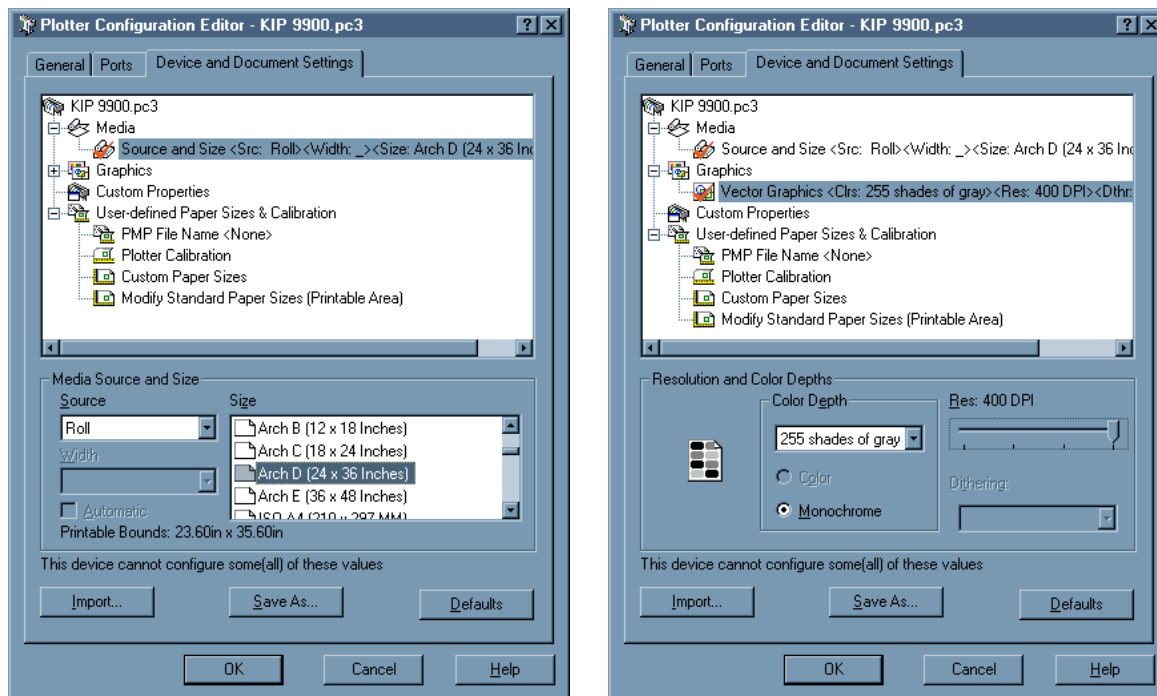 Plotter Configuration Editor - KIP 9900.pc3
General
Ports
Device and Document Settings
KIP 9900.pc3
Media
Source and Size <Src: Roll><Width: _><Size: Arch D (24 x 36 Inc
Graphics
Custom Properties
User-defined Paper Sizes & Calibration
PMP File Name <None>
Plotter Calibration
Custom Paper Sizes
Modify Standard Paper Sizes (Printable Area)
Media Source and Size
Source
Size
Roll
Width
Automatic
Arch B (12 x 18 Inches)
Arch C (18 x 24 Inches)
Arch D (24 x 36 Inches)
Arch E (36 x 48 Inches)
ISO A4 (210 x 297 MM)
Printable Bounds: 23.60in x 35.60in
This device cannot configure some(all) of these values
Import...
Save As...
Defaults
OK
Cancel
Help
Plotter Configuration Editor - KIP 9900.pc3
General
Ports
Device and Document Settings
KIP 9900.pc3
Media
Source and Size <Src: Roll><Width: _><Size: Arch D (24 x 36 Inc
Graphics
Vector Graphics <Clrs: 255 shades of gray><Res: 400 DPI><Dthr:
Custom Properties
User-defined Paper Sizes & Calibration
PMP File Name <None>
Plotter Calibration
Custom Paper Sizes
Modify Standard Paper Sizes (Printable Area)
Resolution and Color Depths
Color Depth
Res: 400 DPI
255 shades of gray
Color
Monochrome
Dithering:
This device cannot configure some(all) of these values
Import...
Save As...
Defaults
OK
Cancel
Help